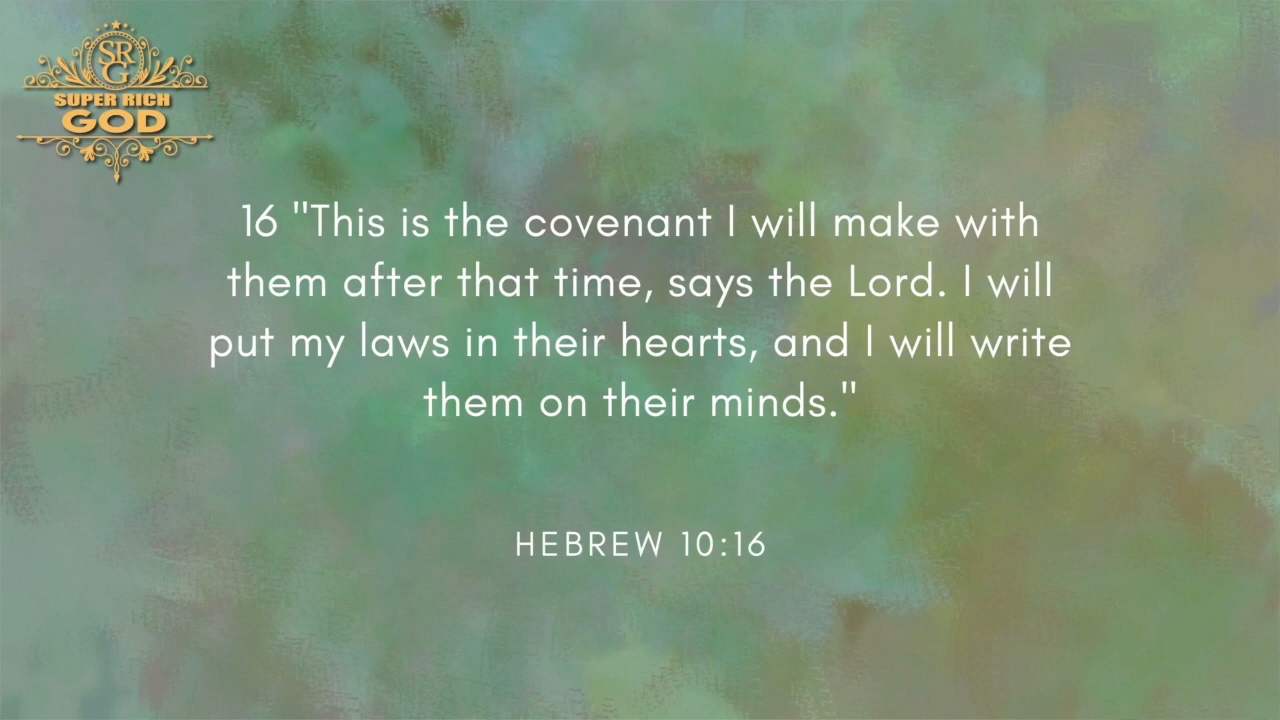 SRG
SUPER RICH
GOD
16 "This is the covenant I will make with
them after that time, says the Lord. I will
put my laws in their hearts, and I will write
them on their minds."
HEBREW 10:16